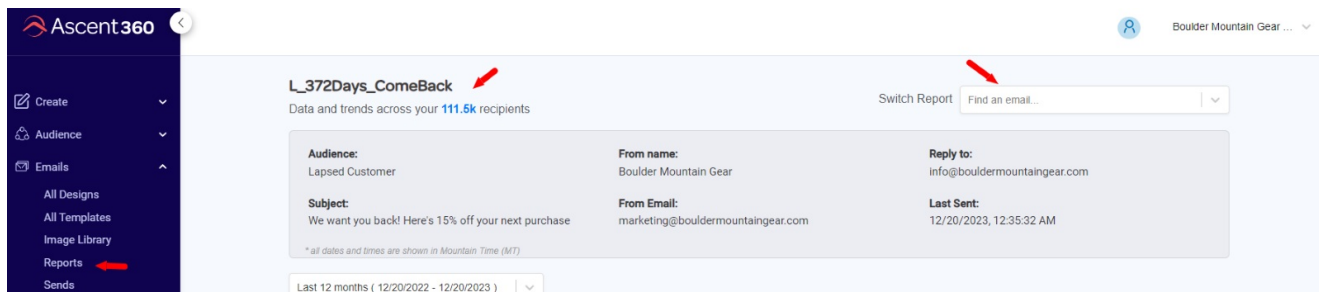 Ascent360
Boulder Mountain Gear ...
Create
Audience
Emails
All Designs
All Templates
Image Library
Reports
Sends
L_372Days_ComeBack
Data and trends across your 111.5k recipients
Switch Report
Find an email...
Audience:
Lapsed Customer
From name:
Boulder Mountain Gear
Reply to:
info@bouldermountaingear.com
Subject:
We want you back! Here's 15% off your next purchase
From Email:
marketing@bouldermountaingear.com
Last Sent:
12/20/2023, 12:35:32 AM
* all dates and times are shown in Mountain Time (MT)
Last 12 months ( 12/20/2022 - 12/20/2023 )